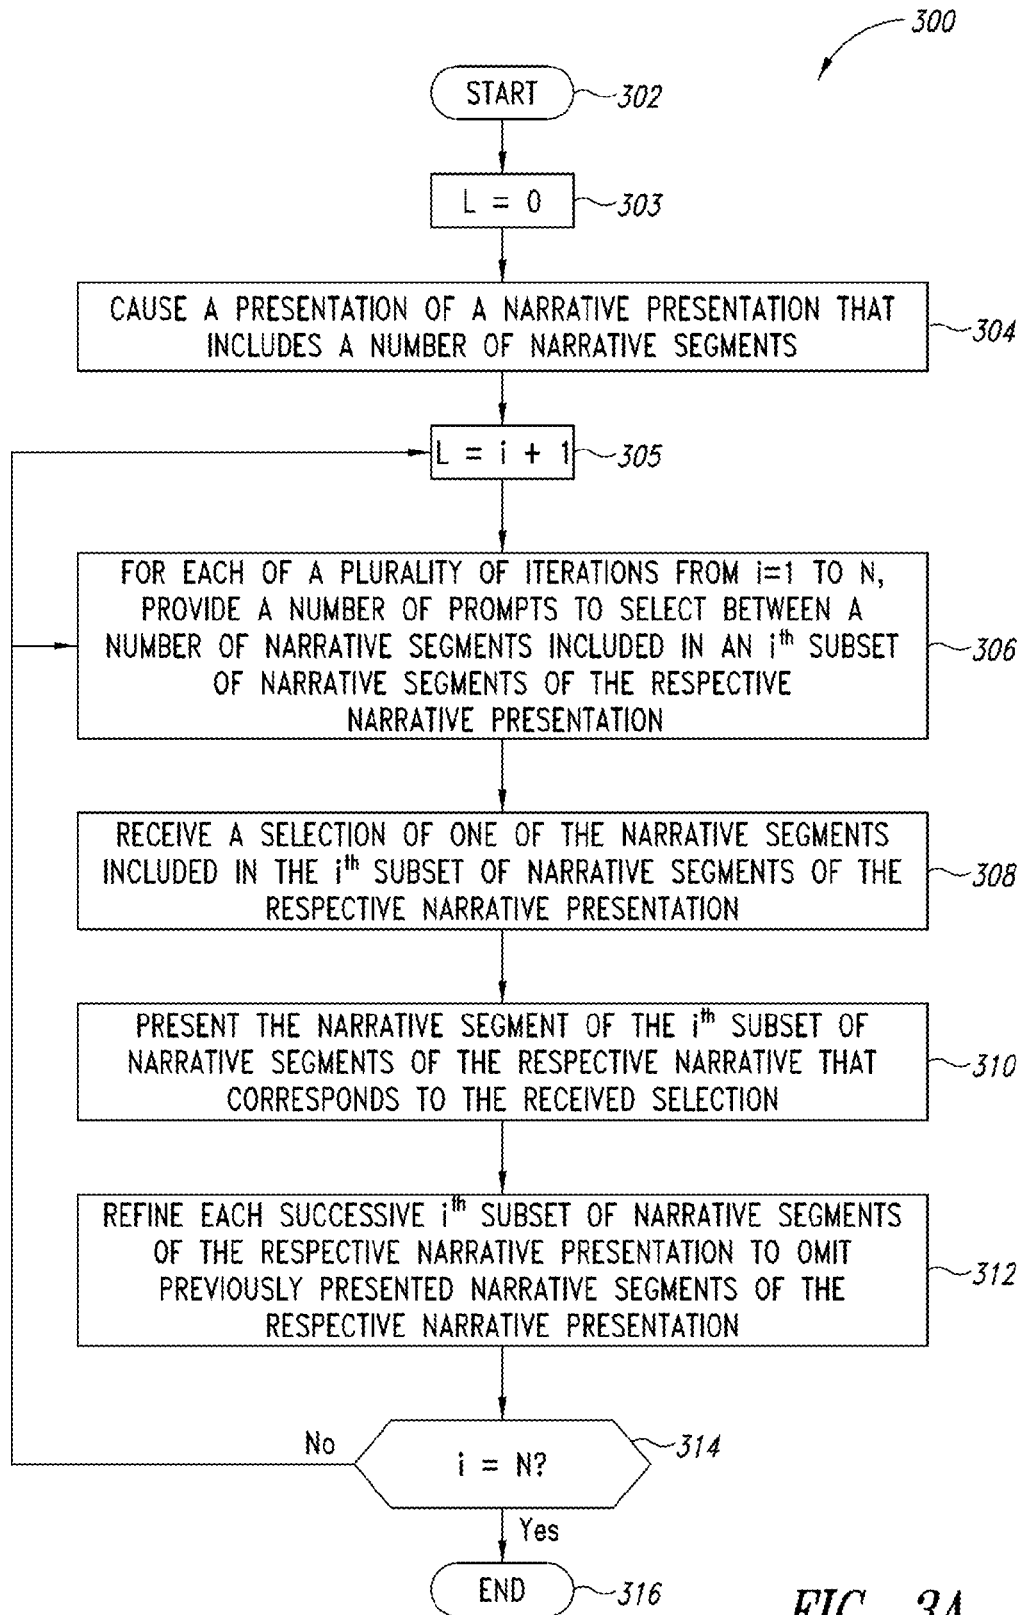 300
START
302
L = 0
303
CAUSE A PRESENTATION OF A NARRATIVE PRESENTATION THAT
INCLUDES A NUMBER OF NARRATIVE SEGMENTS
304
L = i + 1
305
FOR EACH OF A PLURALITY OF ITERATIONS FROM i=1 TO N,
PROVIDE A NUMBER OF PROMPTS TO SELECT BETWEEN A
NUMBER OF NARRATIVE SEGMENTS INCLUDED IN AN ith SUBSET
OF NARRATIVE SEGMENTS OF THE RESPECTIVE
NARRATIVE PRESENTATION
306
RECEIVE A SELECTION OF ONE OF THE NARRATIVE SEGMENTS
INCLUDED IN THE ith SUBSET OF NARRATIVE SEGMENTS OF THE
RESPECTIVE NARRATIVE PRESENTATION
308
PRESENT THE NARRATIVE SEGMENT OF THE ith SUBSET OF
NARRATIVE SEGMENTS OF THE RESPECTIVE NARRATIVE THAT
CORRESPONDS TO THE RECEIVED SELECTION
310
REFINE EACH SUCCESSIVE ith SUBSET OF NARRATIVE SEGMENTS
OF THE RESPECTIVE NARRATIVE PRESENTATION TO OMIT
PREVIOUSLY PRESENTED NARRATIVE SEGMENTS OF THE
RESPECTIVE NARRATIVE PRESENTATION
312
No
i = N?
314
Yes
END
316
FIG. 3A